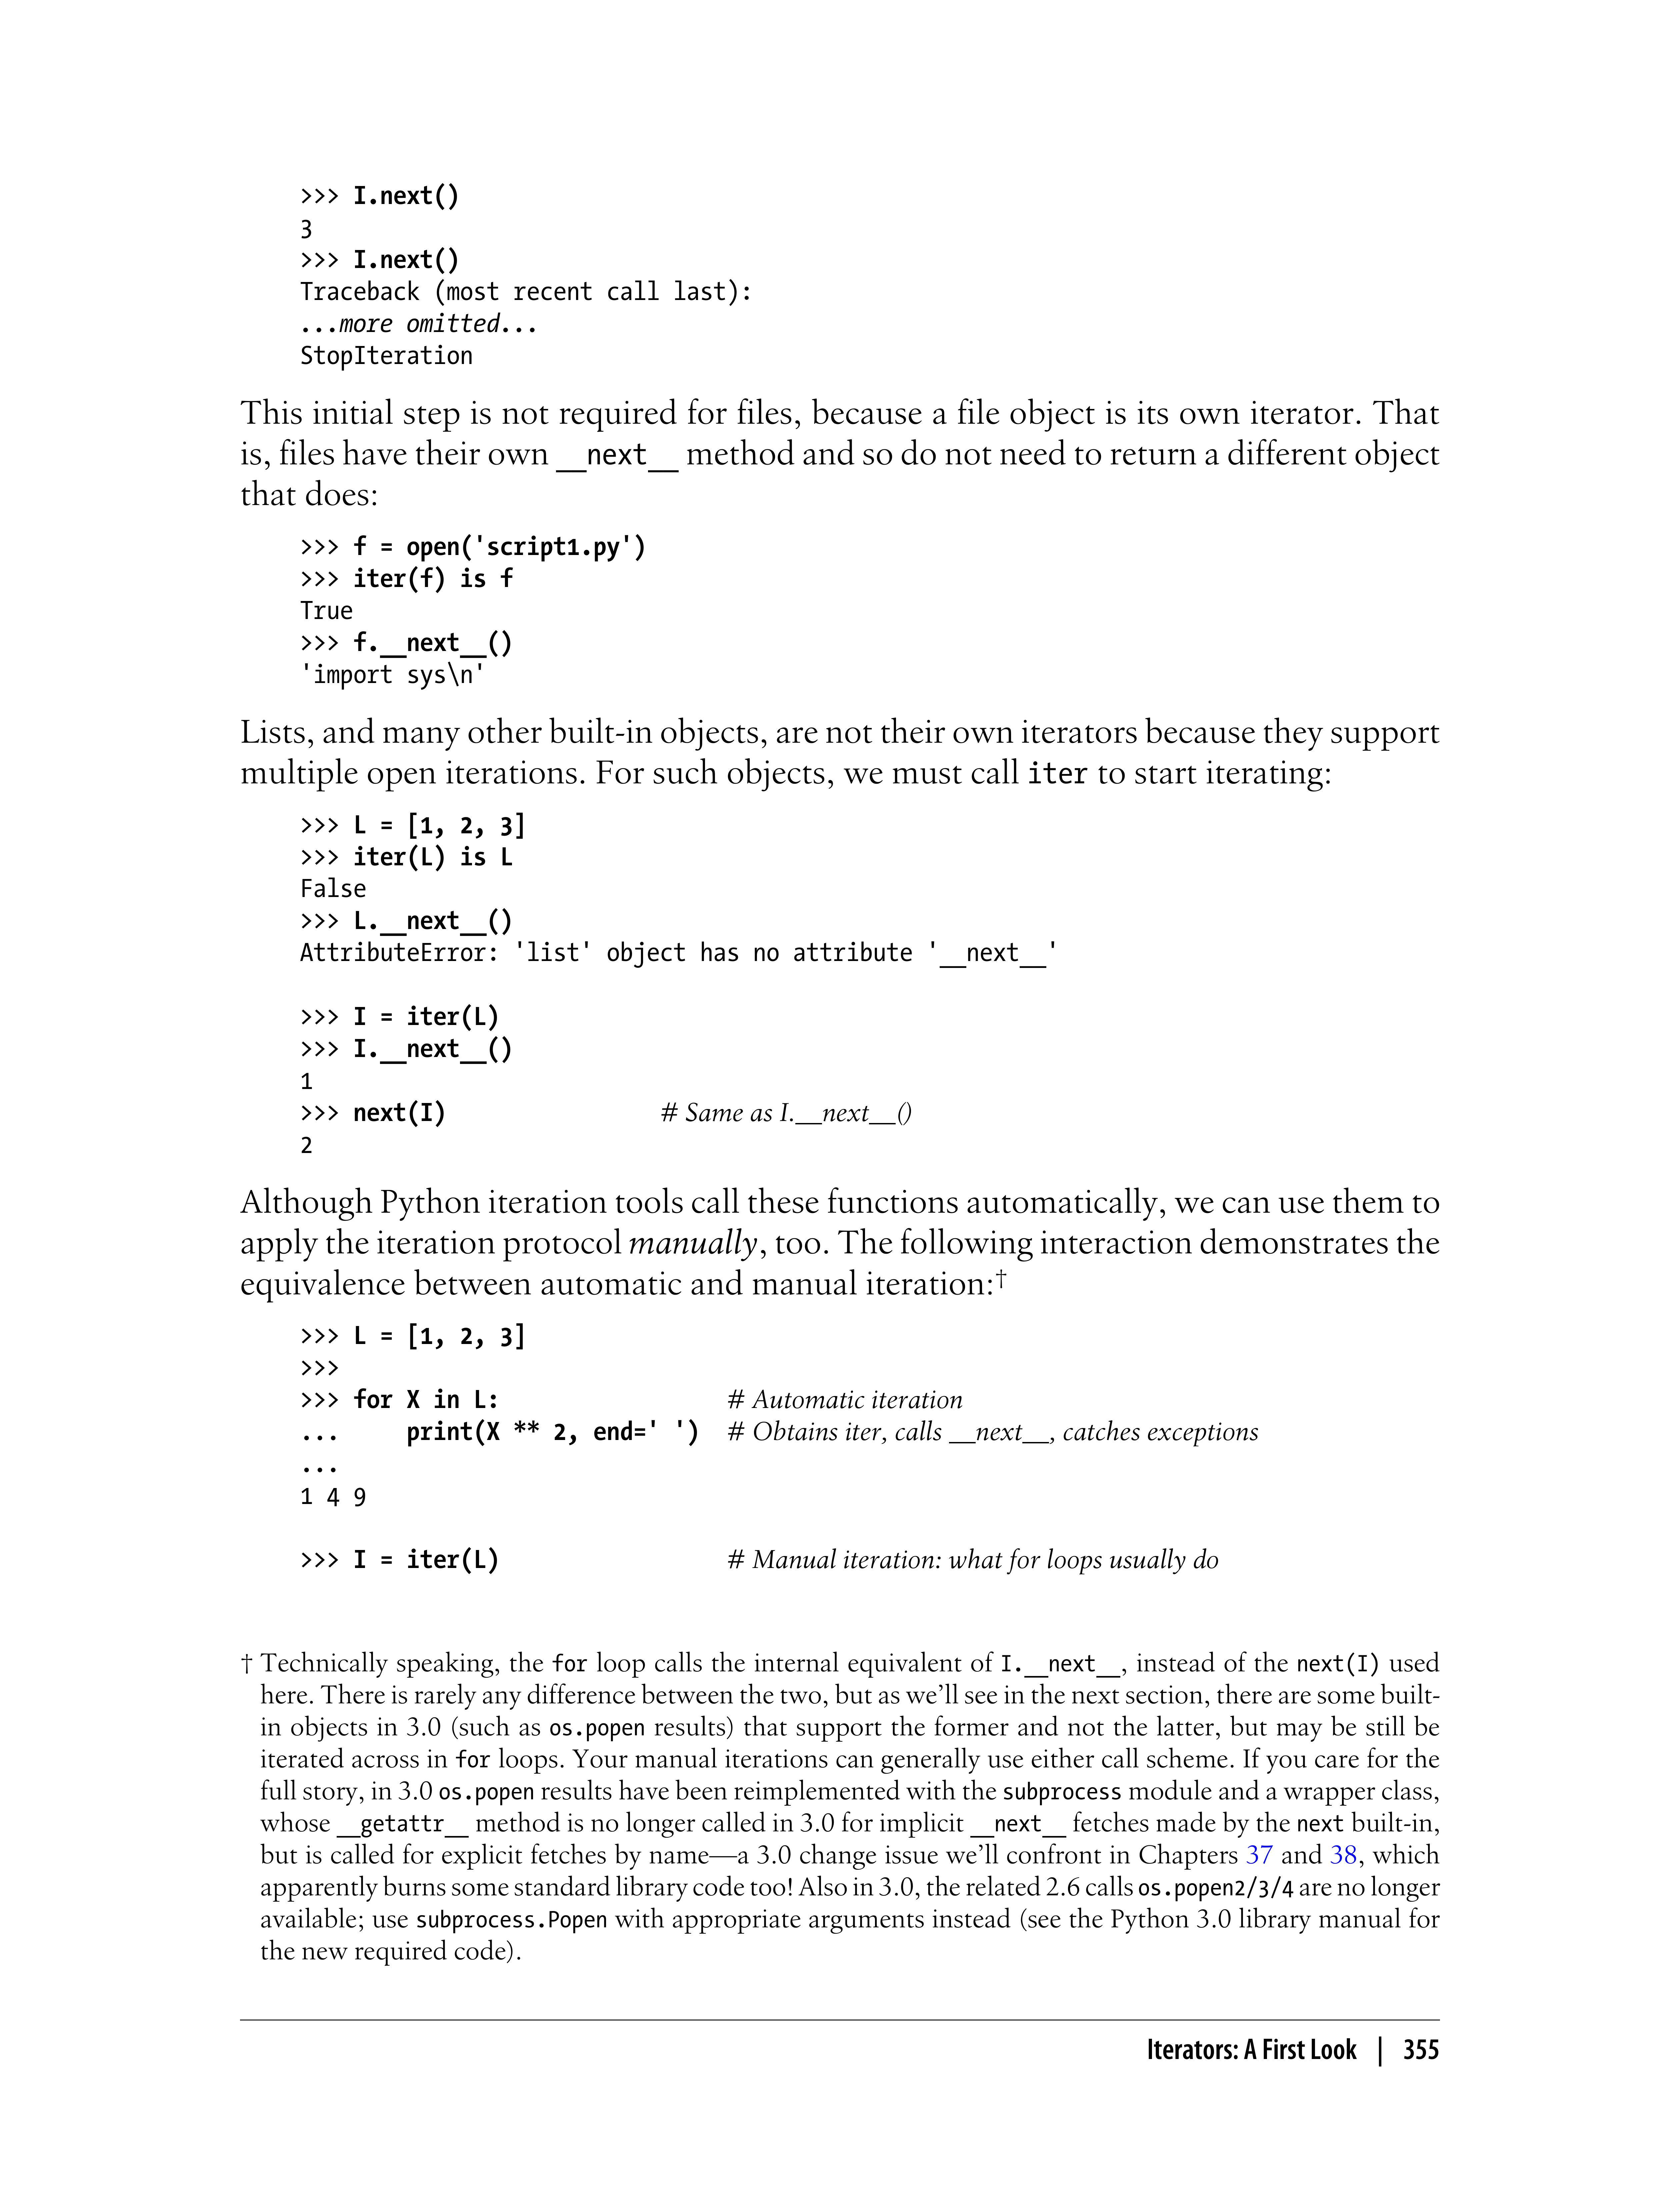 >>> I.next()
3
>>> I.next()
Traceback (most recent call last):
...more omitted...
StopIteration
This initial step is not required for files, because a file object is its own iterator. That
is, files have their own __next__ method and so do not need to return a different object
that does:
>>> f = open('script1.py')
>>> iter(f) is f
True
>>> f.__next__()
'import sys\n'
Lists, and many other built-in objects, are not their own iterators because they support
multiple open iterations. For such objects, we must call iter to start iterating:
>>> L = [1, 2, 3]
>>> iter(L) is L
False
>>> L.__next__()
AttributeError: 'list' object has no attribute '__next__'
>>> I = iter(L)
>>> I.__next__()
1
>>> next(I) # Same as I.__next__()
2
Although Python iteration tools call these functions automatically, we can use them to
apply the iteration protocol manually, too. The following interaction demonstrates the
equivalence between automatic and manual iteration:†
>>> L = [1, 2, 3]
>>>
>>> for X in L: # Automatic iteration
... print(X ** 2, end=' ') # Obtains iter, calls __next__, catches exceptions
...
1 4 9
>>> I = iter(L) # Manual iteration: what for loops usually do
† Technically speaking, the for loop calls the internal equivalent of I.__next__, instead of the next(I) used
here. There is rarely any difference between the two, but as we’ll see in the next section, there are some built-
in objects in 3.0 (such as os.popen results) that support the former and not the latter, but may be still be
iterated across in for loops. Your manual iterations can generally use either call scheme. If you care for the
full story, in 3.0 os.popen results have been reimplemented with the subprocess module and a wrapper class,
whose __getattr__ method is no longer called in 3.0 for implicit __next__ fetches made by the next built-in,
but is called for explicit fetches by name—a 3.0 change issue we’ll confront in Chapters 37 and 38, which
apparently burns some standard library code too! Also in 3.0, the related 2.6 calls os.popen2/3/4 are no longer
available; use subprocess.Popen with appropriate arguments instead (see the Python 3.0 library manual for
the new required code).
Iterators: A First Look | 355